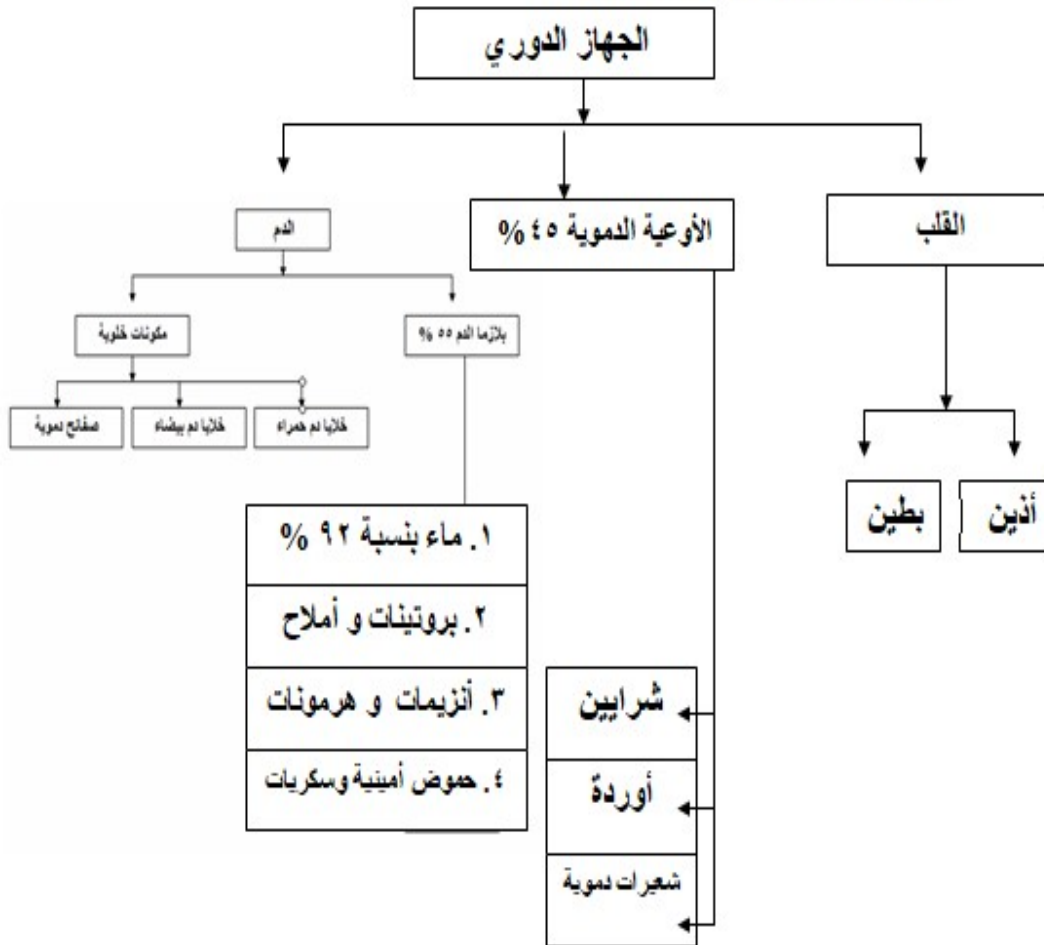 الجهاز الدوري
القلب
الأوعية الدموية ٤٥ %
الدم
بلازما الدم ٥٥ %
مكونات خلوية
خلايا دم حمراء
خلايا دم بيضاء
صفائح دموية
أذين
بطين
١. ماء بنسبة ٩٢ %
٢. بروتينات و أملاح
٣. أنزيمات و هرمونات
٤. حموض أمينية وسكريات
شرايين
أوردة
شعيرات دموية